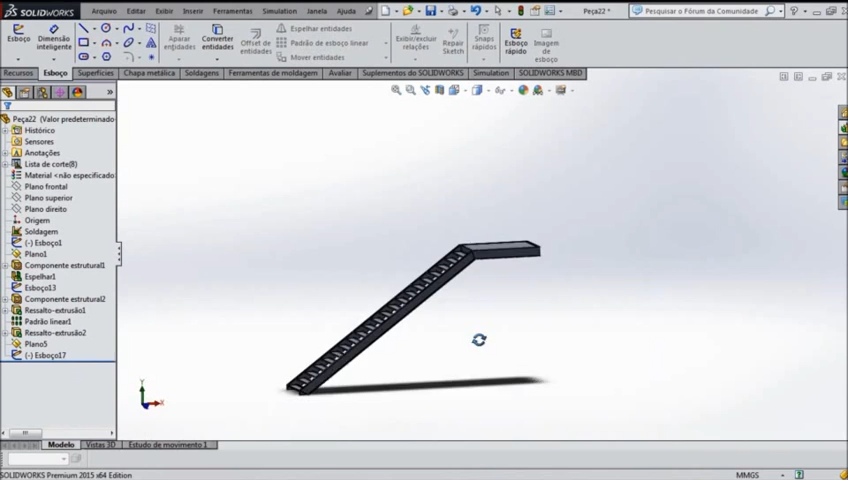 SOLIDWORKS Arquivo Editar Exibir Inserir Ferramentas Simulation Janela Ajuda Peça22 * Pesquisar o Fórum da Comunidade
Esboço Dimensão inteligente Aparar entidades Converter entidades Offset de entidades Espelhar entidades Exibir/excluir relações Repair Sketch Snaps rápidos Esboço rápido Imagem de esboço
Padrão de esboço linear
Mover entidades
Recursos Esboço Superfícies Chapa metálica Soldagens Ferramentas de moldagem Avaliar Suplementos do SOLIDWORKS Simulation SOLIDWORKS MBD
Peça22 (Valor predeterminado
Histórico
Sensores
Anotações
Lista de corte(8)
Material <não especificado
Plano frontal
Plano superior
Plano direito
Origem
Soldagem
(-) Esboço1
Plano1
Componente estrutural1
Espelhar1
Esboço13
Componente estrutural2
Ressalto-extrusão1
Padrão linear1
Ressalto-extrusão2
Plano5
(-) Esboço17
Y
X
Modelo Vistas 3D Estudo de movimento 1
SOLIDWORKS Premium 2015 x64 Edition MMGS